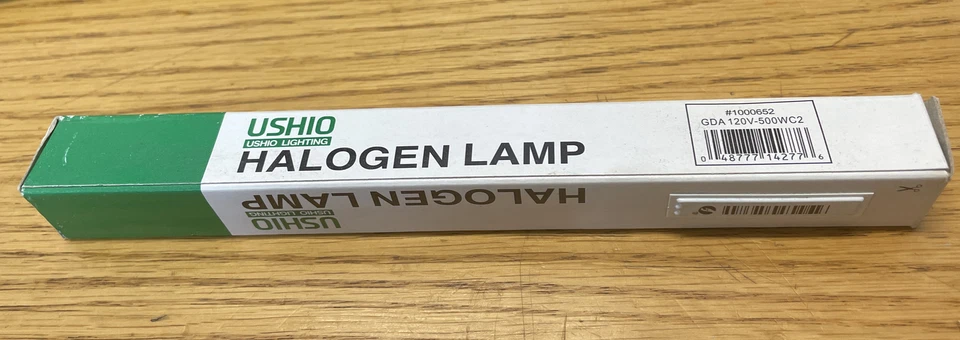 USHIO
USHIO LIGHTING
HALOGEN LAMP
#1000652
GDA 120V-500WC2
0 48777 14277 6
HALOGEN LAMP
USHIO LIGHTING
USHIO